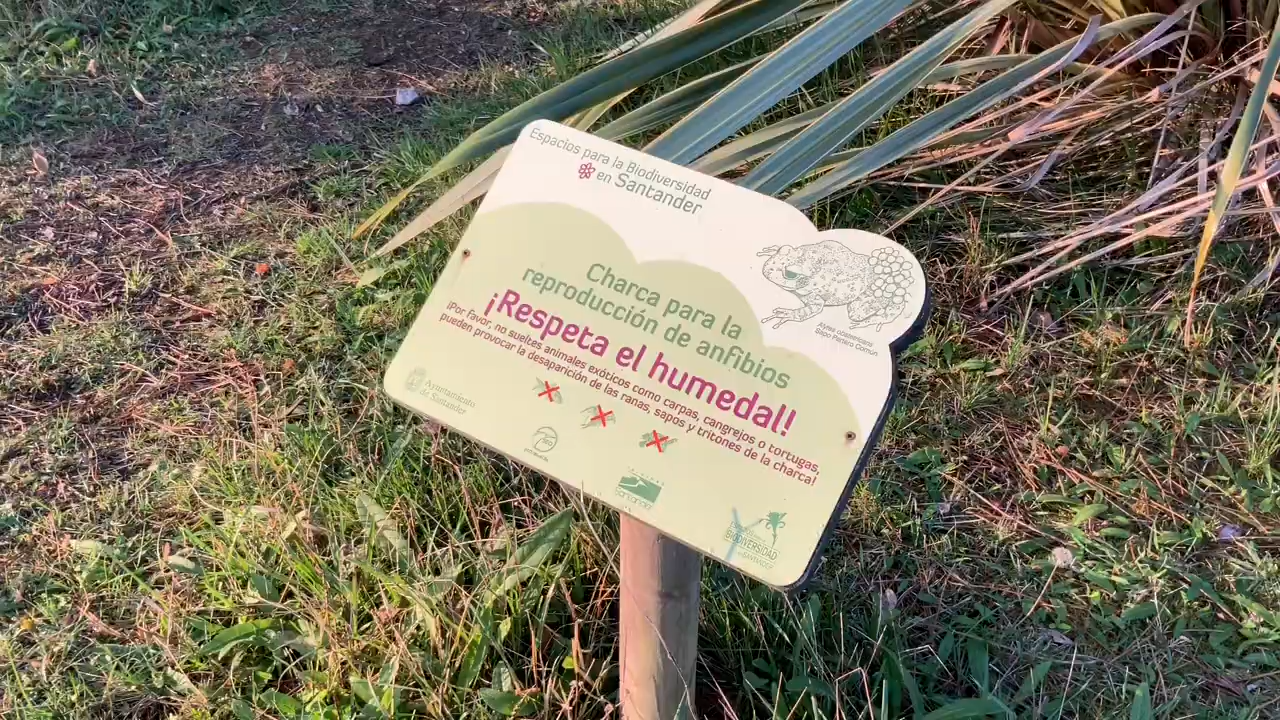 Espacios para la Biodiversidad
en Santander
Charca para la
reproducción de anfibios
¡Respeta el humedal!
¡Por Favor, no sueltes animales exóticos como carpas, cangrejos o tortugas,
pueden provocar la desaparición de las ranas, sapos y tritones de la charca!
Alytes obstetricans
Sapo Partero Común
Ayuntamiento
de Santander
Santander
BIODIVERSIDAD
SANTANDER